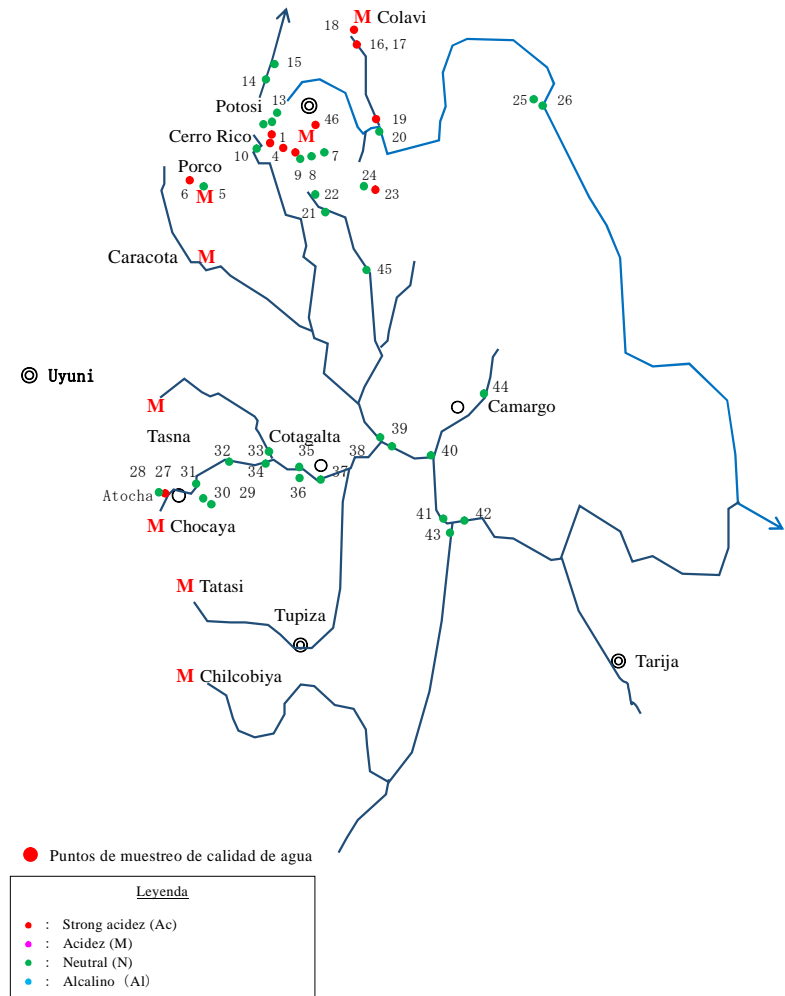 18 M Colavi
16, 17
15
14
13
Potosi
46
19
25 26
Cerro Rico 1 M
20
10 4 7
9 8
Porco
24
6 M 5
22 23
21
Caracota M
45
Uyuni
44
M
Camargo
Tasna Cotagalta 39
32 33 35 38 40
28 27 31 34 37
Atocha 30 29 36
M Chocaya
41 42
43
M Tatasi
Tupiza
Tarija
M Chilcobiya
Puntos de muestreo de calidad de agua
Leyenda
: Strong acidez (Ac)
: Acidez (M)
: Neutral (N)
: Alcalino (Al)